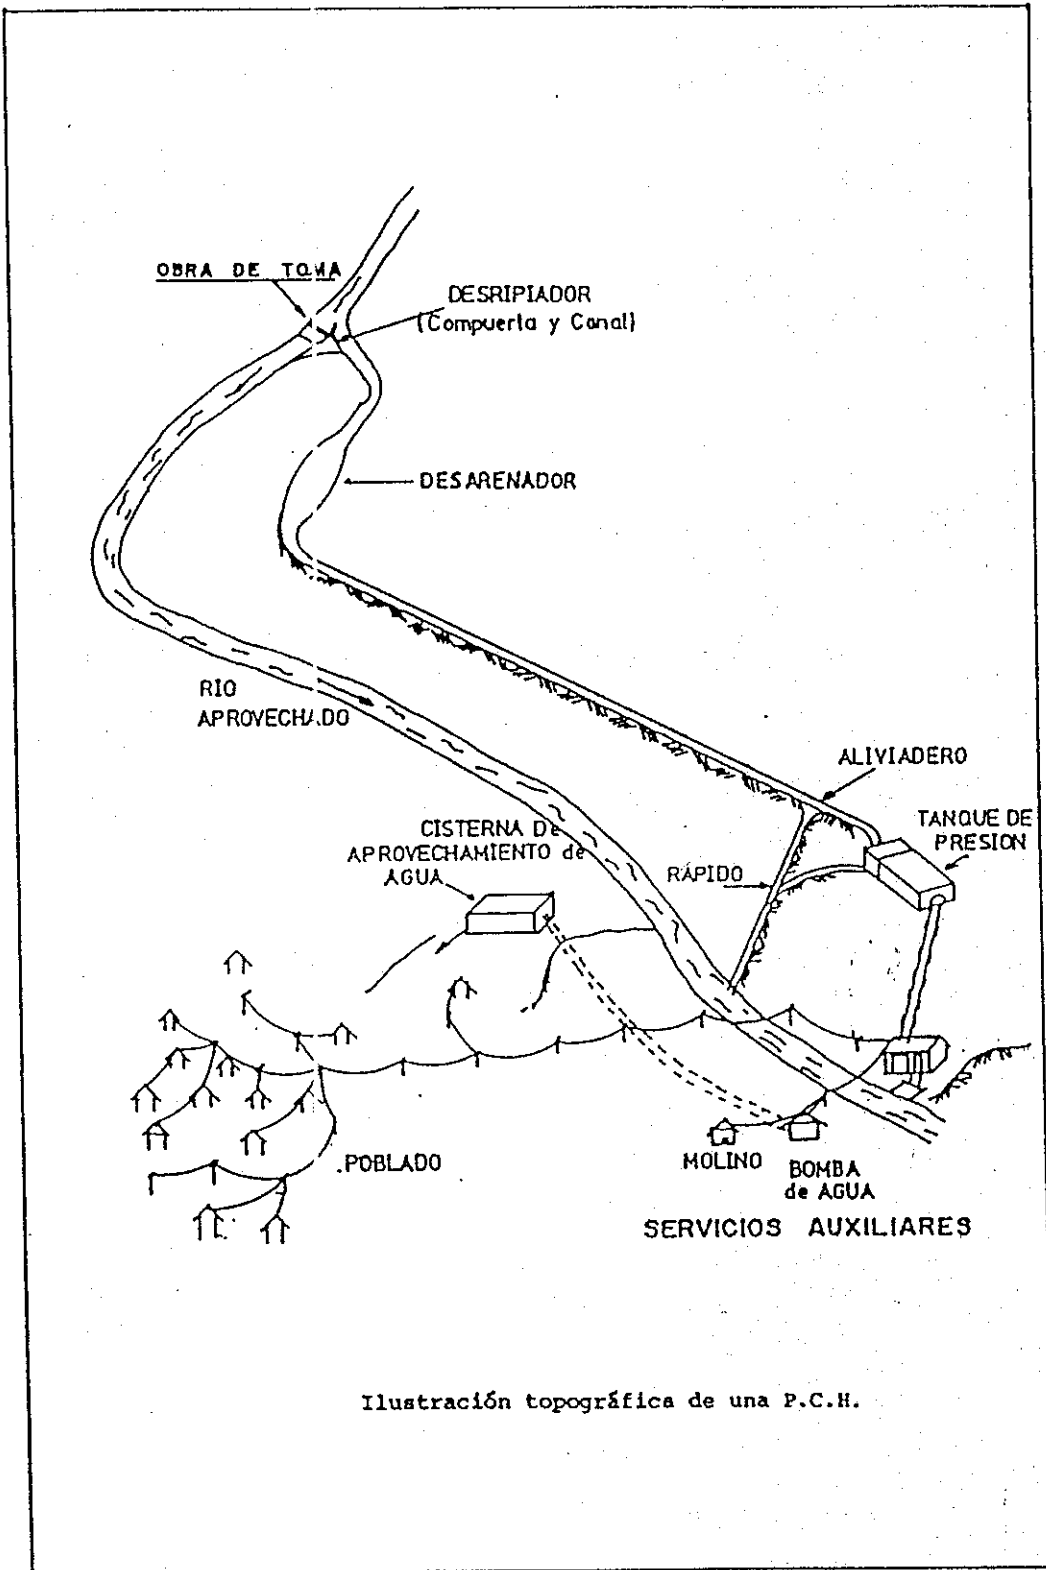 OBRA DE TOMA
DESRIPIADOR
(Compuerta y Canal)
DESARENADOR
RIO
APROVECHADO
ALIVIADERO
TANQUE DE
PRESION
CISTERNA DE
APROVECHAMIENTO de
AGUA
RÁPIDO
POBLADO
MOLINO
BOMBA
de AGUA
SERVICIOS AUXILIARES
Ilustración topográfica de una P.C.H.